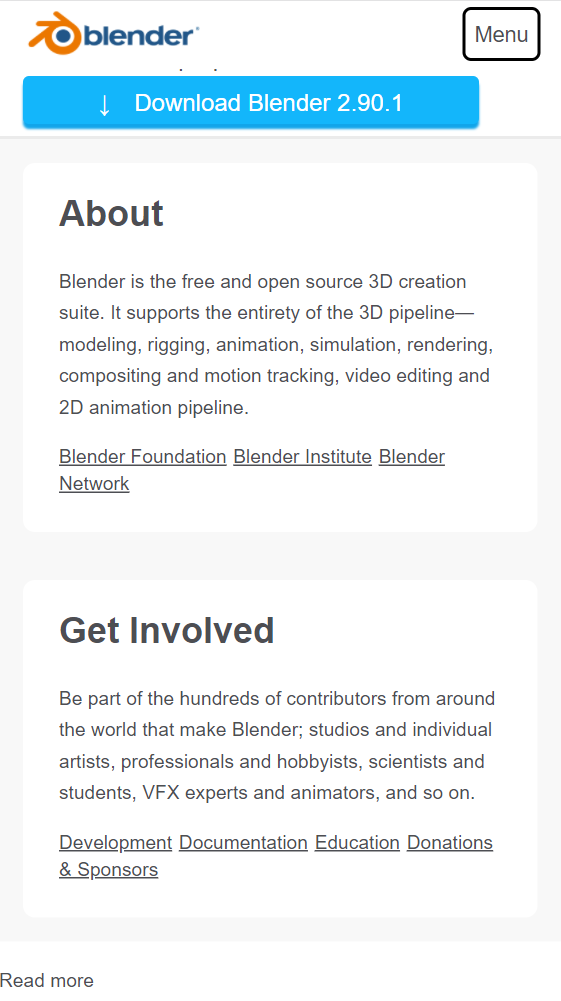 blender
Menu
↓ Download Blender 2.90.1
About
Blender is the free and open source 3D creation
suite. It supports the entirety of the 3D pipeline—
modeling, rigging, animation, simulation, rendering,
compositing and motion tracking, video editing and
2D animation pipeline.
Blender Foundation Blender Institute Blender
Network
Get Involved
Be part of the hundreds of contributors from around
the world that make Blender; studios and individual
artists, professionals and hobbyists, scientists and
students, VFX experts and animators, and so on.
Development Documentation Education Donations
& Sponsors
Read more